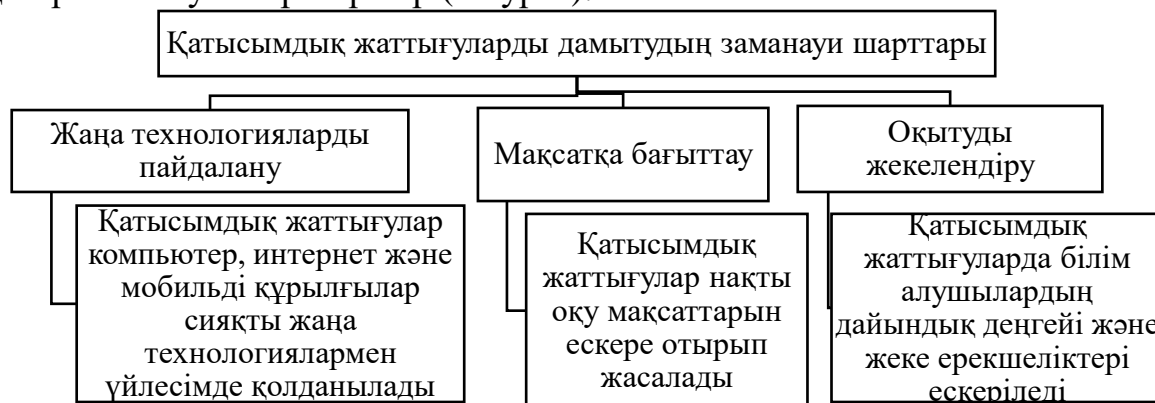 Қатысымдық жаттығуларды дамытудың заманауи шарттары
Жаңа технологияларды
пайдалану
Мақсатқа бағыттау
Оқытуды
жекелендіру
Қатысымдық жаттығулар
компьютер, интернет және
мобильді құрылғылар
сияқты жаңа
технологиялармен
үйлесімде қолданылады
Қатысымдық
жаттығулар нақты
оқу мақсаттарын
ескере отырып
жасалады
Қатысымдық
жаттығуларда білім
алушылардың
дайындық деңгейі және
жеке ерекшеліктері
ескеріледі